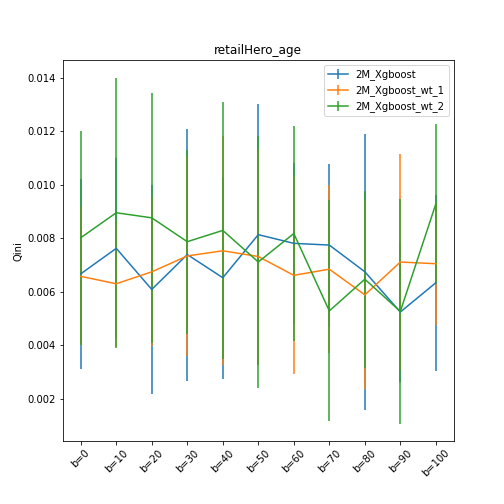 retailHero_age
2M_Xgboost
2M_Xgboost_wt_1
2M_Xgboost_wt_2
Qini
0.014
0.012
0.010
0.008
0.006
0.004
0.002
b=0
b=10
b=20
b=30
b=40
b=50
b=60
b=70
b=80
b=90
b=100